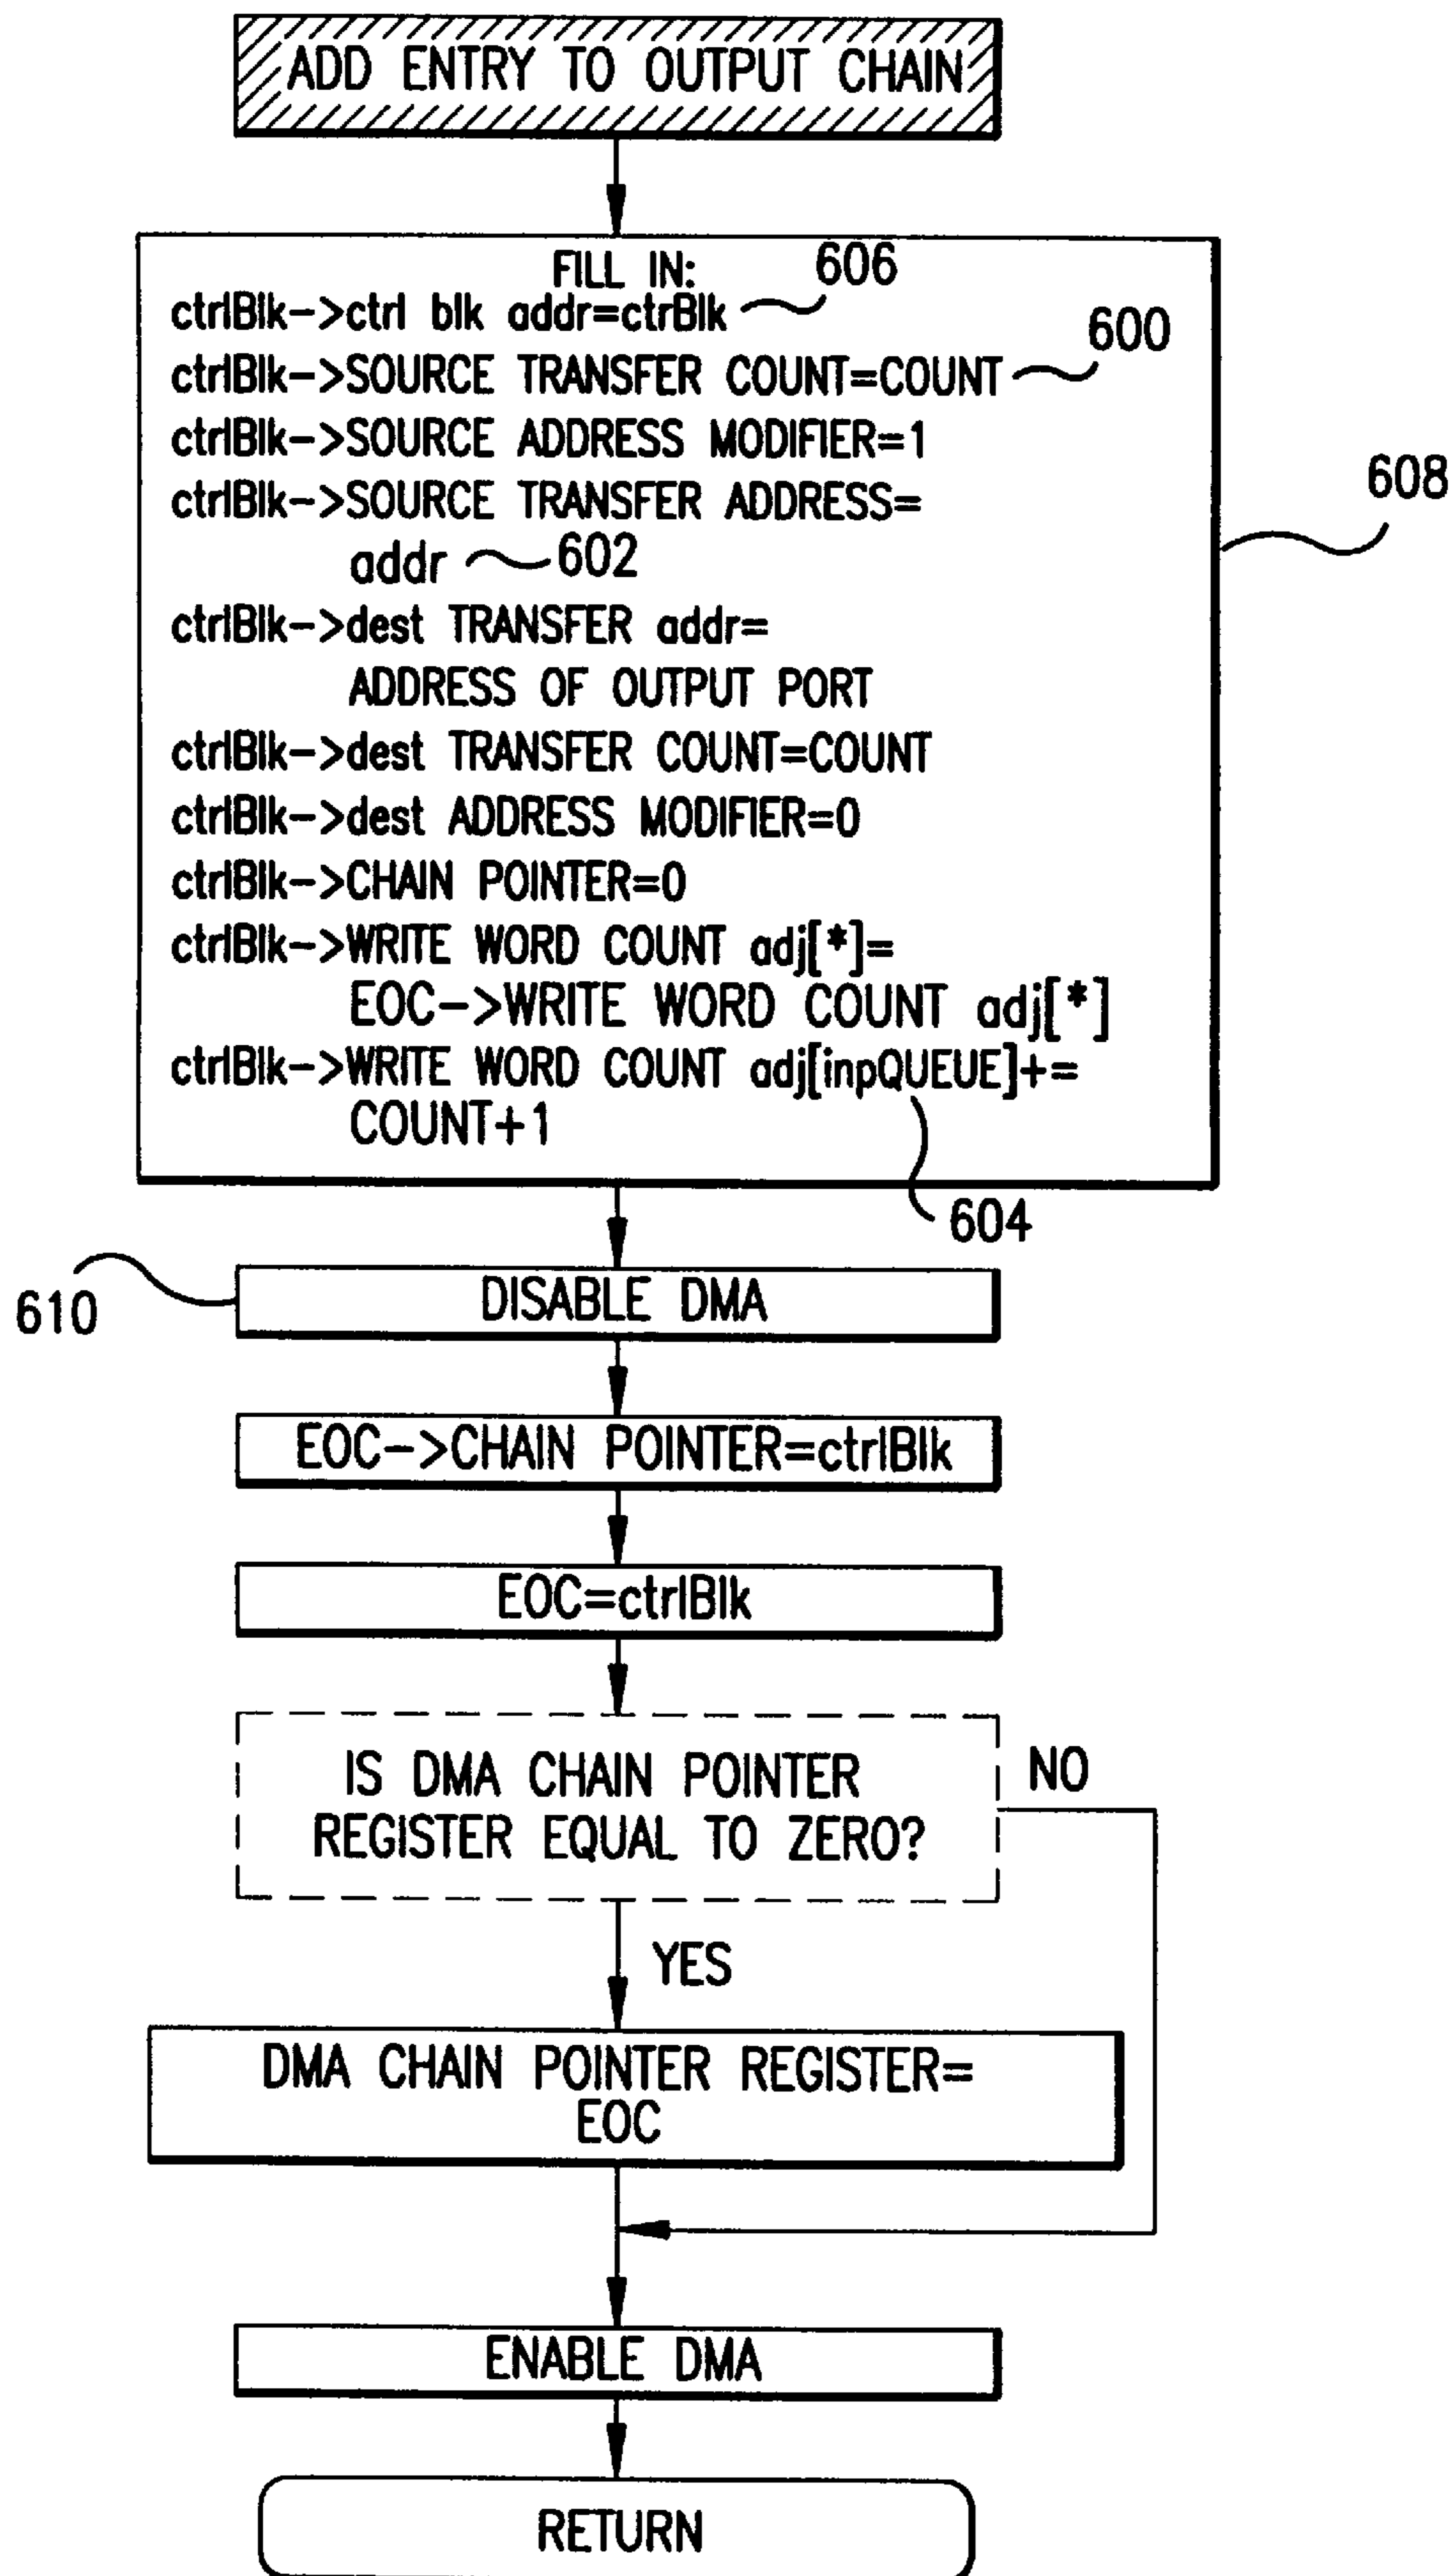 ADD ENTRY TO OUTPUT CHAIN
FILL IN:
606
ctrlBlk->ctrl blk addr=ctrBlk
600
ctrlBlk->SOURCE TRANSFER COUNT=COUNT
ctrlBlk->SOURCE ADDRESS MODIFIER=1
ctrlBlk->SOURCE TRANSFER ADDRESS=
addr
602
608
ctrlBlk->dest TRANSFER addr=
ADDRESS OF OUTPUT PORT
ctrlBlk->dest TRANSFER COUNT=COUNT
ctrlBlk->dest ADDRESS MODIFIER=0
ctrlBlk->CHAIN POINTER=0
ctrlBlk->WRITE WORD COUNT adj[*]=
EOC->WRITE WORD COUNT adj[*]
ctrlBlk->WRITE WORD COUNT adj[inpQUEUE]+=
COUNT+1
604
610
DISABLE DMA
EOC->CHAIN POINTER=ctrlBlk
EOC=ctrlBlk
IS DMA CHAIN POINTER
REGISTER EQUAL TO ZERO?
NO
YES
DMA CHAIN POINTER REGISTER=
EOC
ENABLE DMA
RETURN